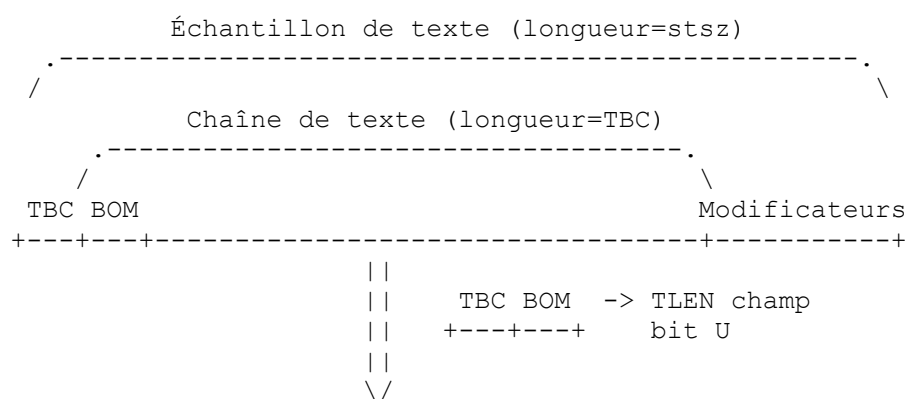 Échantillon de texte (longueur=stsz)
.--------------------------------------------------.
/ \
Chaîne de texte (longueur=TBC)
.------------------------------------.
/ \
TBC BOM Modificateurs
+---+---+----------------------------------+-----------+
||
|| TBC BOM -> TLEN champ
|| +---+---+ bit U
||
\/